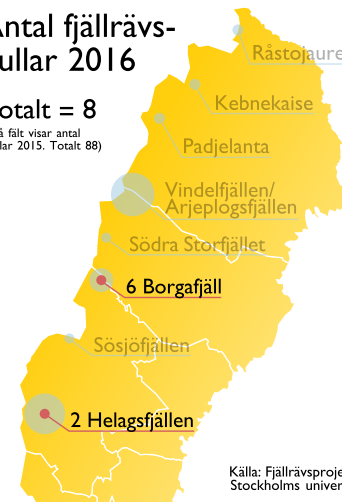 Antal fjällrävs-
ullar 2016
otalt = 8
å fält visar antal
lar 2015. Totalt 88)
Råstojaure
Kebnekaise
Padjelanta
Vindelfjällen/
Arjeplogsfjällen
Södra Storfjället
6 Borgafjäll
Sösjöfjällen
2 Helagsfjällen
Källa: Fjällrävsproje
Stockholms univer